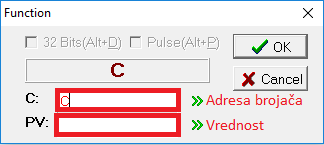 Function
32 Bits(Alt+D) Pulse(Alt+P) OK
C
Cancel
C: C Adresa brojača
PV: Vrednost